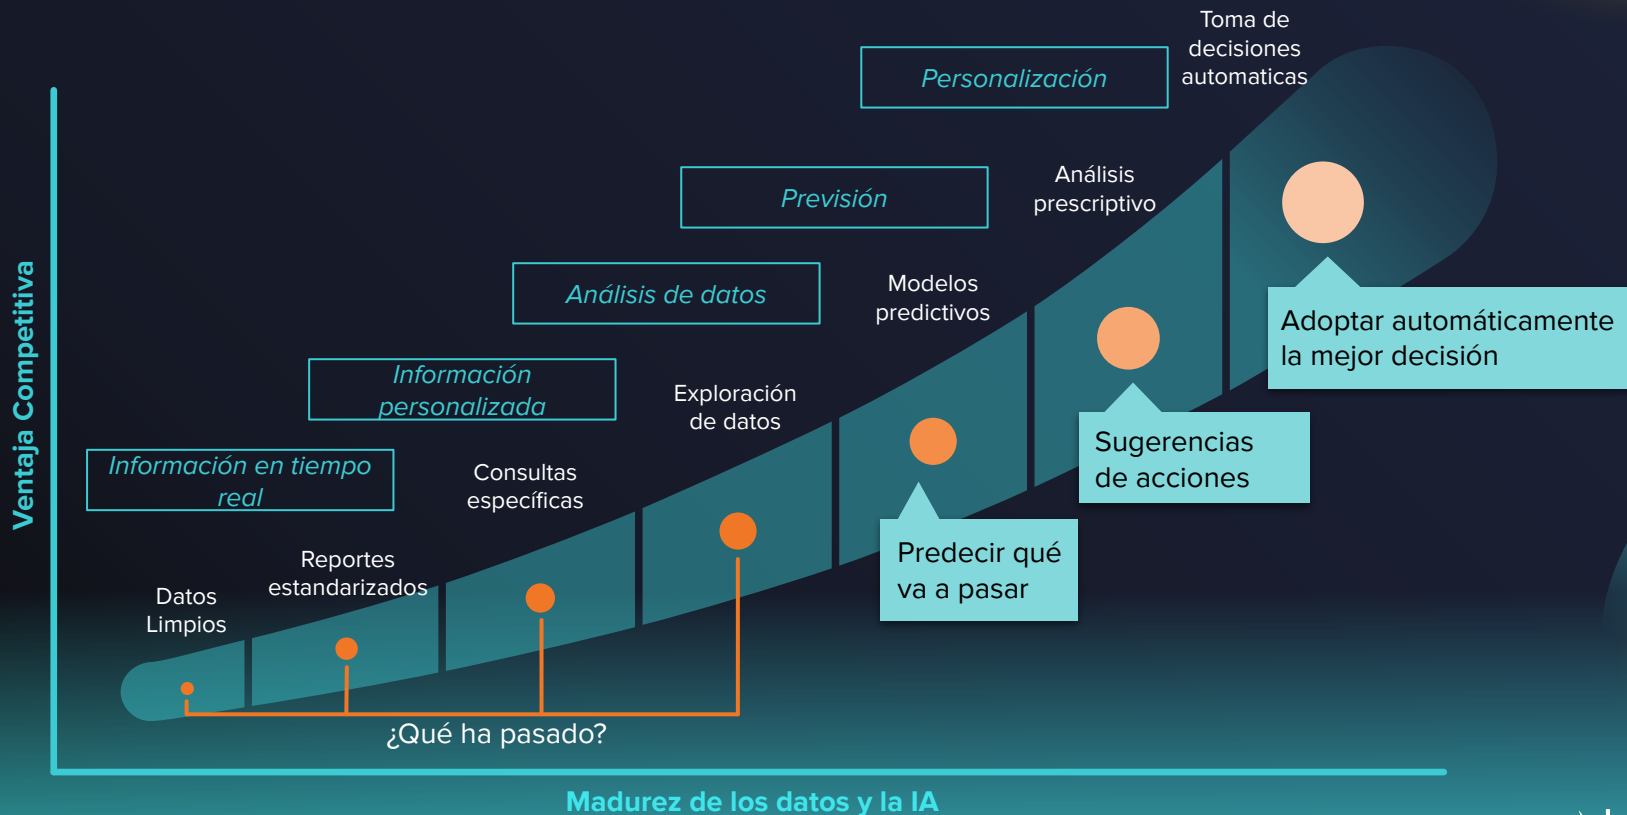 Toma de
decisiones
automaticas
Personalización
Análisis
prescriptivo
Previsión
Modelos
predictivos
Análisis de datos
Exploración
de datos
Información
personalizada
Consultas
específicas
Información en tiempo
real
Reportes
estandarizados
Datos
Limpios
Adoptar automáticamente
la mejor decisión
Sugerencias
de acciones
Predecir qué
va a pasar
¿Qué ha pasado?
Ventaja Competitiva
Madurez de los datos y la IA